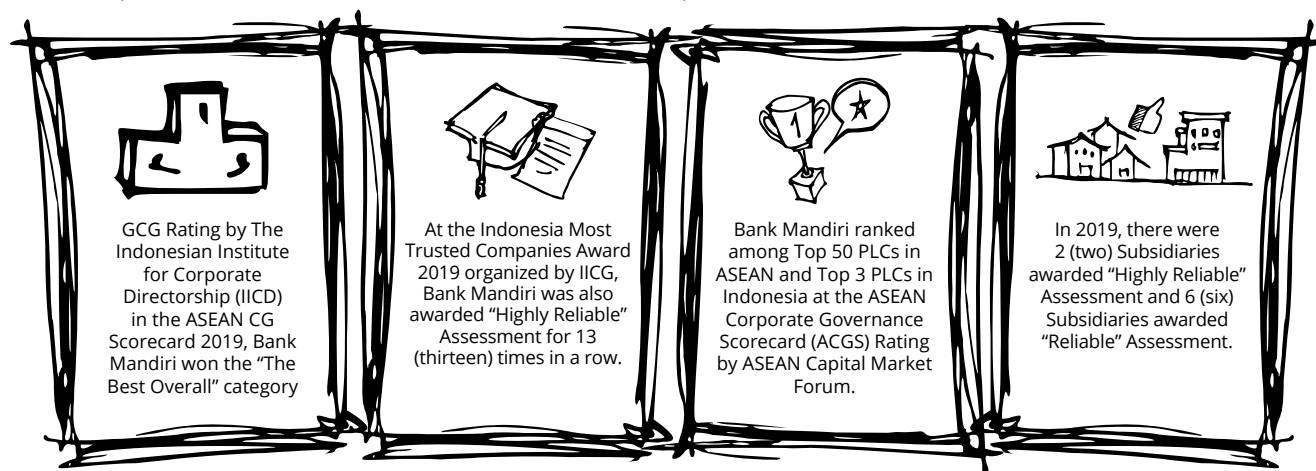 GCG Rating by The
Indonesian Institute
for Corporate
Directorship (IICD)
in the ASEAN CG
Scorecard 2019, Bank
Mandiri won the “The
Best Overall” category
At the Indonesia Most
Trusted Companies Award
2019 organized by IICG,
Bank Mandiri was also
awarded “Highly Reliable”
Assessment for 13
(thirteen) times in a row.
1
Bank Mandiri ranked
among Top 50 PLCs in
ASEAN and Top 3 PLCs in
Indonesia at the ASEAN
Corporate Governance
Scorecard (ACGS) Rating
by ASEAN Capital Market
Forum.
In 2019, there were
2 (two) Subsidiaries
awarded “Highly Reliable”
Assessment and 6 (six)
Subsidiaries awarded
“Reliable” Assessment.